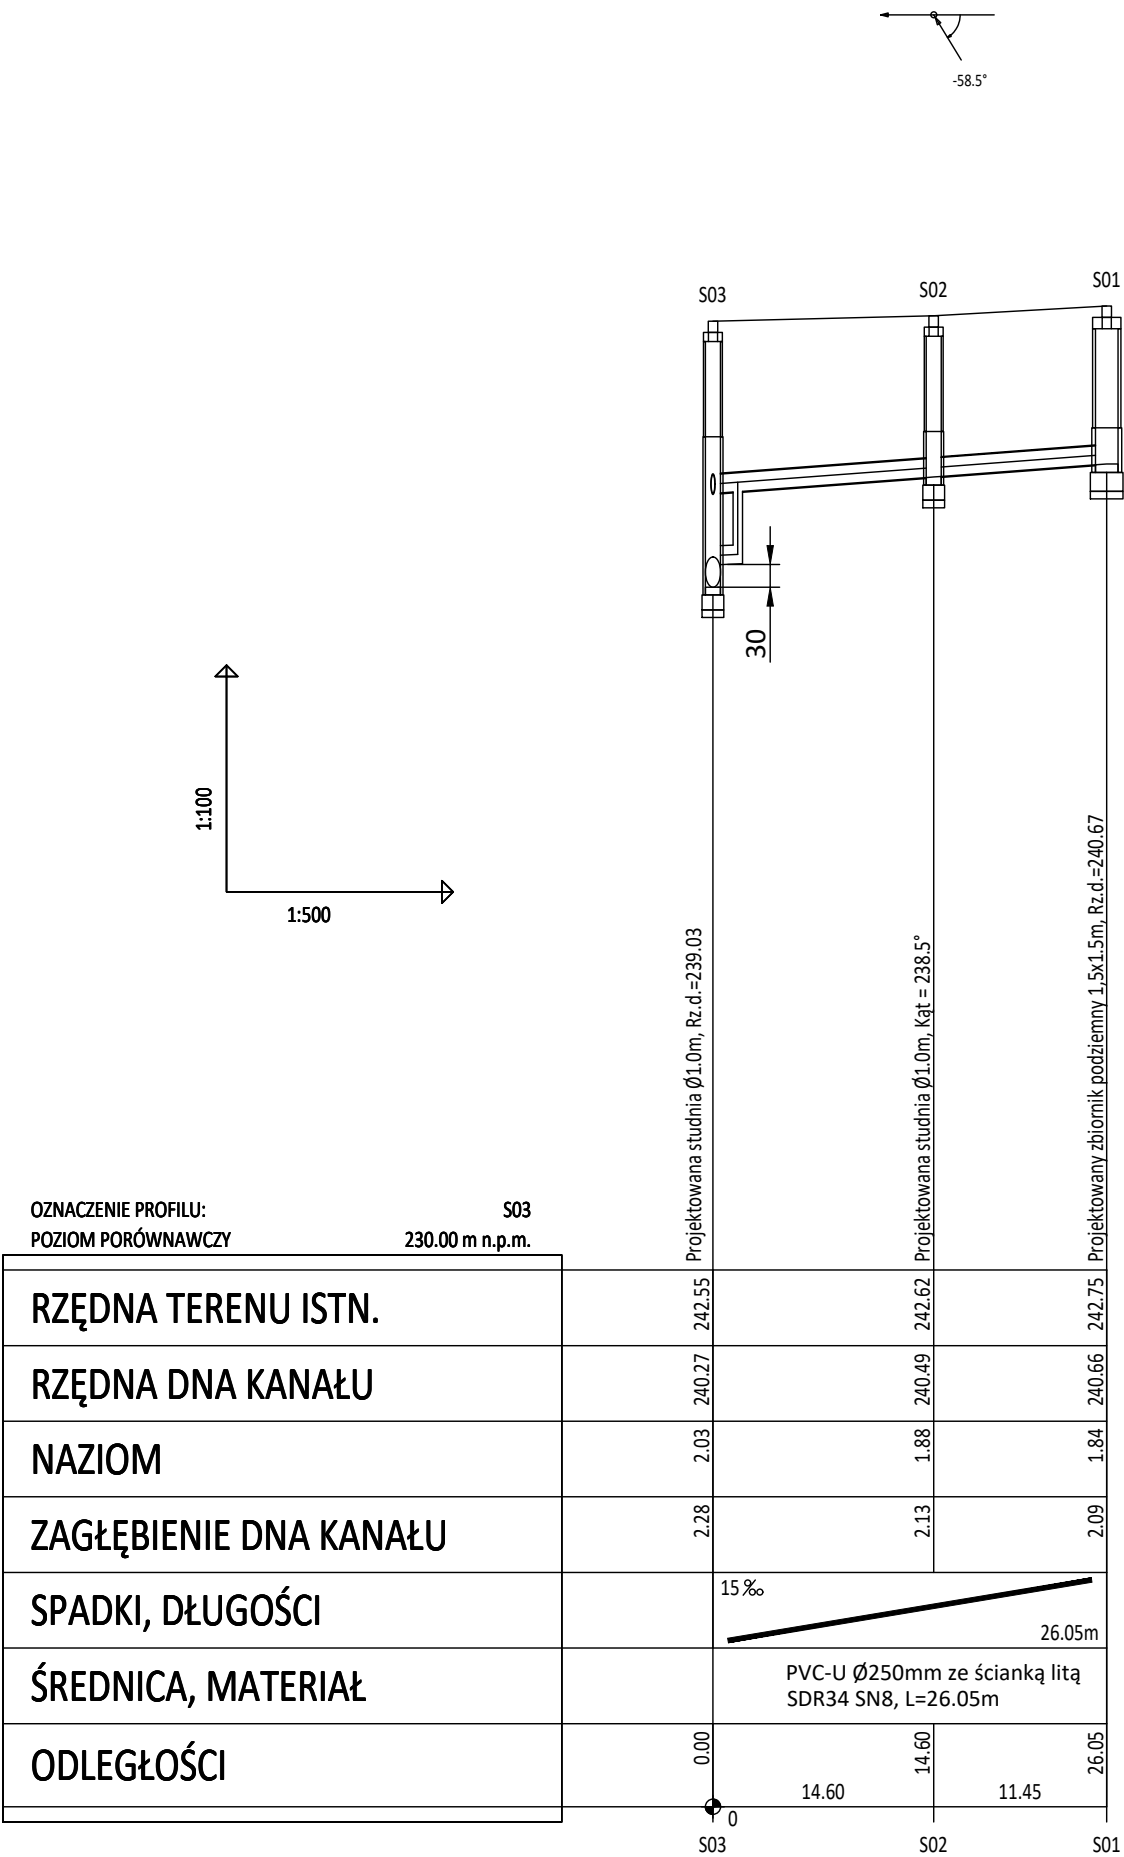 -58.5°
S03
S02
S01
30
1:100
1:500
Projektowana studnia Ø1.0m, Rz.d.=239.03
Projektowana studnia Ø1.0m, Kąt = 238.5°
Projektowany zbiornik podziemny 1,5x1.5m, Rz.d.=240.67
OZNACZENIE PROFILU: S03
POZIOM PORÓWNAWCZY 230.00 m n.p.m.
RZĘDNA TERENU ISTN. 242.55 242.62 242.75
RZĘDNA DNA KANAŁU 240.27 240.49 240.66
NAZIOM 2.03 1.88 1.84
ZAGŁĘBIENIE DNA KANAŁU 2.28 2.13 2.09
SPADKI, DŁUGOŚCI 15‰ 26.05m
ŚREDNICA, MATERIAŁ
PVC-U Ø250mm ze ścianką litą
SDR34 SN8, L=26.05m
ODLEGŁOŚCI 0.00 14.60 26.05
14.60 11.45
0
S03 S02 S01